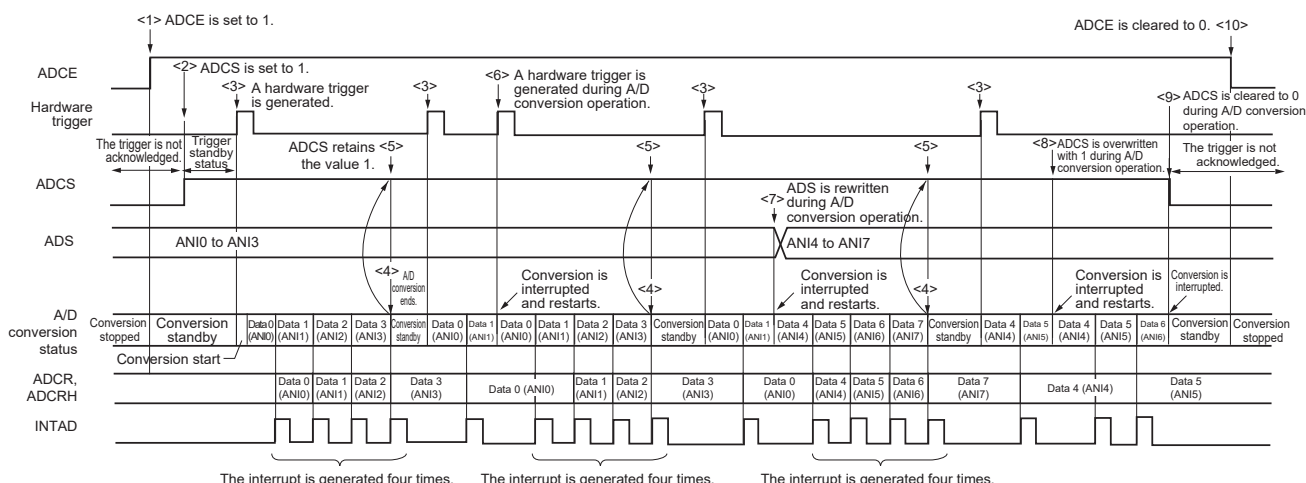 <1> ADCE is set to 1.
ADCE is cleared to 0. <10>
ADCE
<2> ADCS is set to 1.
<3> A hardware trigger
is generated.
<3>
<6> A hardware trigger is
generated during A/D
conversion operation.
<3>
<3>
<9> ADCS is cleared to 0
during A/D conversion
operation.
Hardware
trigger
The trigger is not
acknowledged.
Trigger
standby
status
ADCS retains <5>
the value 1.
<5>
<5>
<8> ADCS is overwritten
with 1 during A/D
conversion operation.
The trigger is not
acknowledged.
ADCS
<7> ADS is rewritten
during A/D
conversion operation.
ADS
ANI0 to ANI3
ANI4 to ANI7
<4> A/D
conversion
ends.
Conversion is
interrupted
and restarts.
<4>
Conversion is
interrupted
and restarts.
<4>
Conversion is
interrupted
and restarts.
Conversion is
interrupted.
A/D
conversion
status
Conversion
stopped
Conversion
standby
Data 0
(ANI0)
Data 1
(ANI1)
Data 2
(ANI2)
Data 3
(ANI3)
Conversion
standby
Data 0
(ANI0)
Data 1
(ANI1)
Data 0
(ANI0)
Data 1
(ANI1)
Data 2
(ANI2)
Data 3
(ANI3)
Conversion
standby
Data 0
(ANI0)
Data 1
(ANI1)
Data 4
(ANI4)
Data 5
(ANI5)
Data 6
(ANI6)
Data 7
(ANI7)
Conversion
standby
Data 4
(ANI4)
Data 5
(ANI5)
Data 4
(ANI4)
Data 5
(ANI5)
Data 6
(ANI6)
Conversion
standby
Conversion
stopped
Conversion start
ADCR,
ADCRH
Data 0
(ANI0)
Data 1
(ANI1)
Data 2
(ANI2)
Data 3
(ANI3)
Data 0 (ANI0)
Data 1
(ANI1)
Data 2
(ANI2)
Data 3
(ANI3)
Data 0
(ANI0)
Data 4
(ANI4)
Data 5
(ANI5)
Data 6
(ANI6)
Data 7
(ANI7)
Data 4 (ANI4)
Data 5
(ANI5)
INTAD
The interrupt is generated four times.
The interrupt is generated four times.
The interrupt is generated four times.